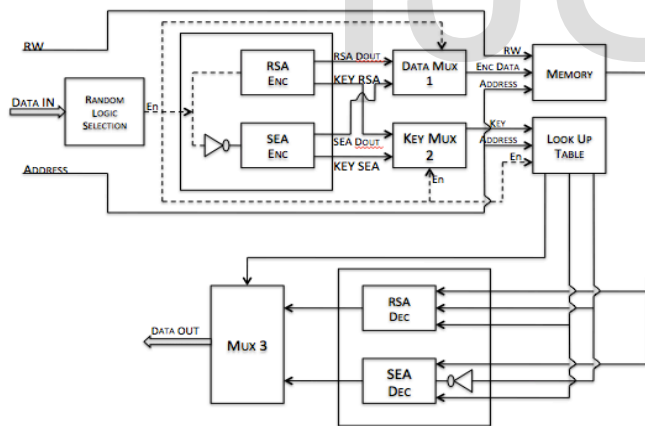 RW
RSA DOUT
RSA
ENC
KEY RSA
DATA MUX
1
RW
ENC DATA
ADDRESS
MEMORY
DATA IN
RANDOM
LOGIC
SELECTION
En
SEA
ENC
SEA DOUT
KEY SEA
KEY MUX
2
En
KEY
ADDRESS
En
LOOK UP
TABLE
ADDRESS
RSA
DEC
DATA OUT
MUX 3
SEA
DEC